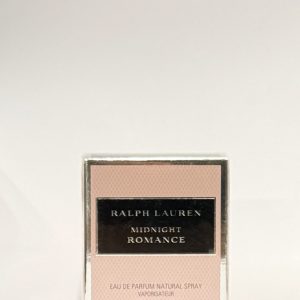 RALPH LAUREN
MIDNIGHT
ROMANCE
EAU DE PARFUM NATURAL SPRAY
VAPORISATEUR